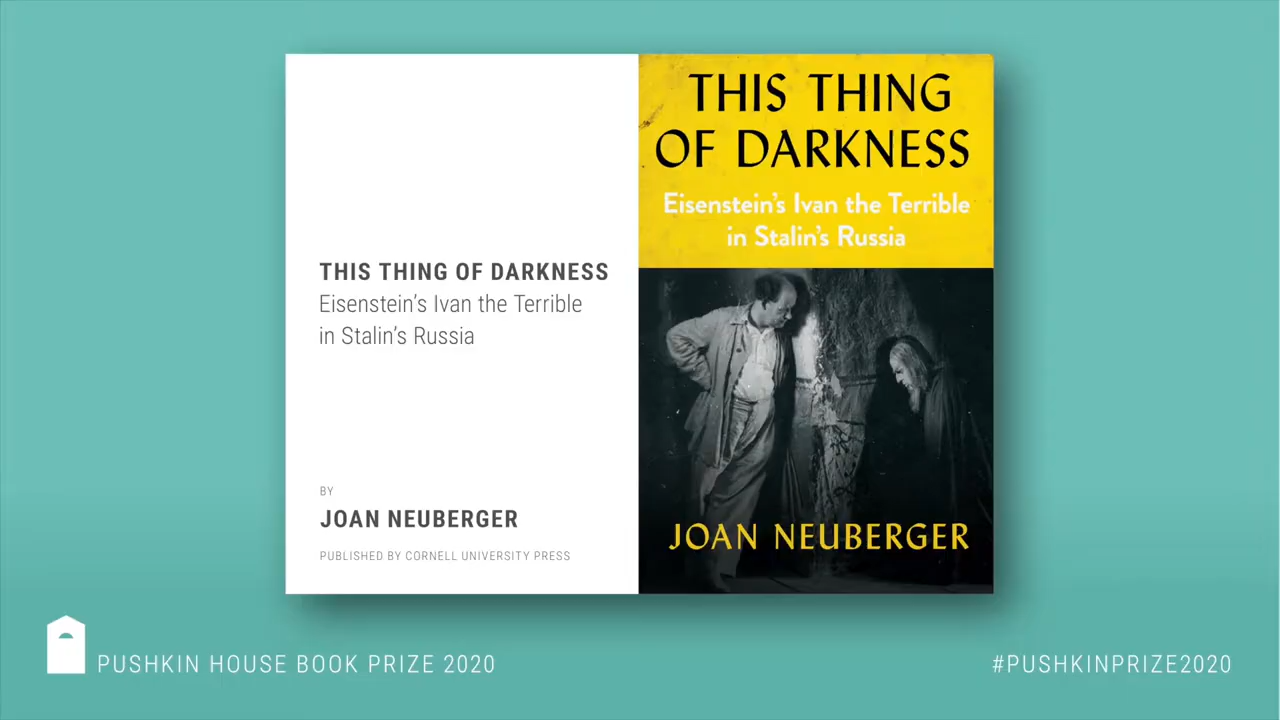 THIS THING OF DARKNESS
Eisenstein's Ivan the Terrible
in Stalin's Russia
BY
JOAN NEUBERGER
PUBLISHED BY CORNELL UNIVERSITY PRESS
THIS THING
OF DARKNESS
Eisenstein's Ivan the Terrible
in Stalin's Russia
JOAN NEUBERGER
PUSHKIN HOUSE BOOK PRIZE 2020
#PUSHKINPRIZE2020